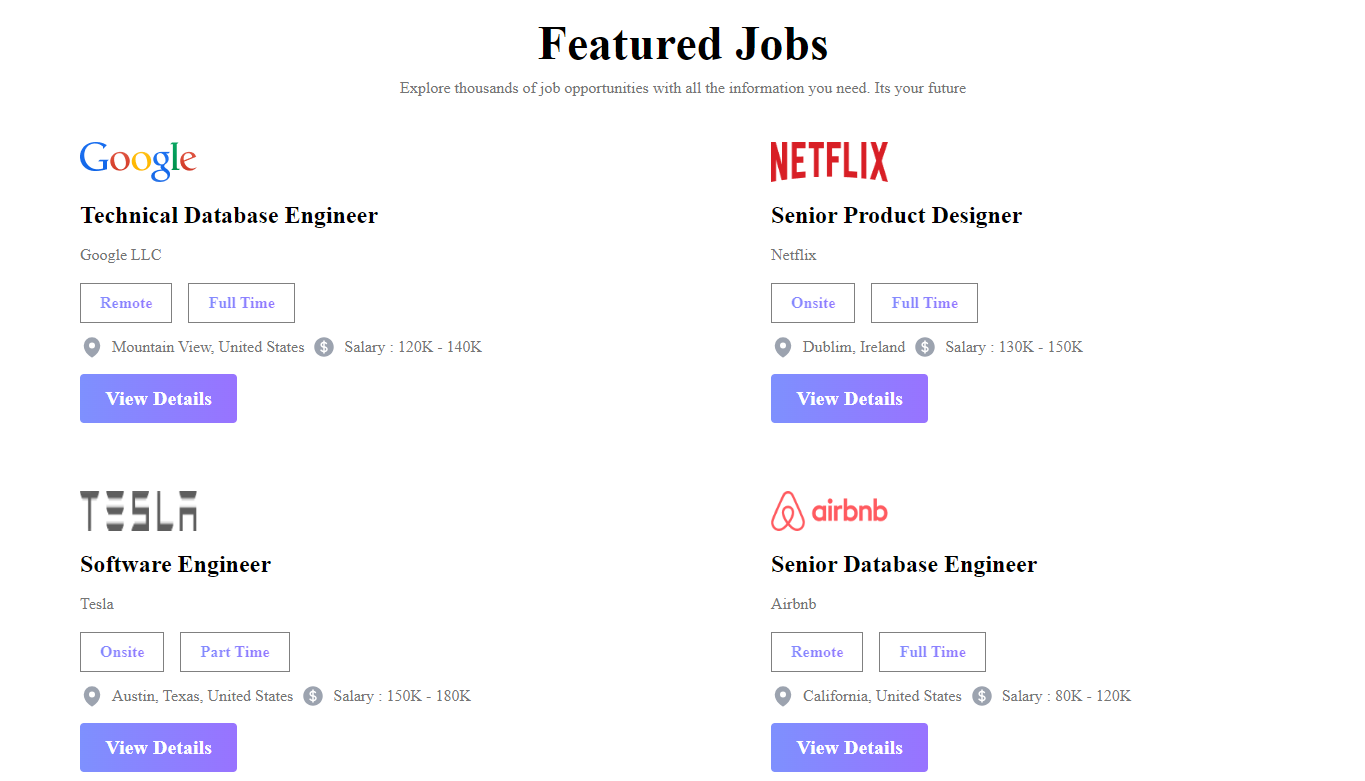 Featured Jobs
Explore thousands of job opportunities with all the information you need. Its your future
Google
Technical Database Engineer
Google LLC
Remote Full Time
Mountain View, United States $ Salary : 120K - 140K
View Details
NETFLIX
Senior Product Designer
Netflix
Onsite Full Time
Dublim, Ireland $ Salary : 130K - 150K
View Details
TESLA
Software Engineer
Tesla
Onsite Part Time
Austin, Texas, United States $ Salary : 150K - 180K
View Details
airbnb
Senior Database Engineer
Airbnb
Remote Full Time
California, United States $ Salary : 80K - 120K
View Details